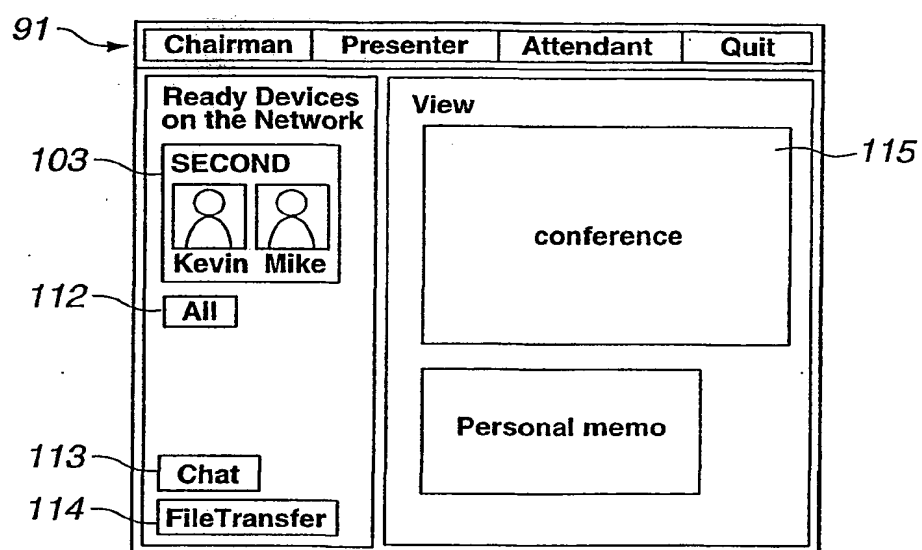 91
Chairman Presenter Attendant Quit
Ready Devices
on the Network
103
SECOND
Kevin Mike
112
All
113
Chat
114
FileTransfer
View
115
conference
Personal memo